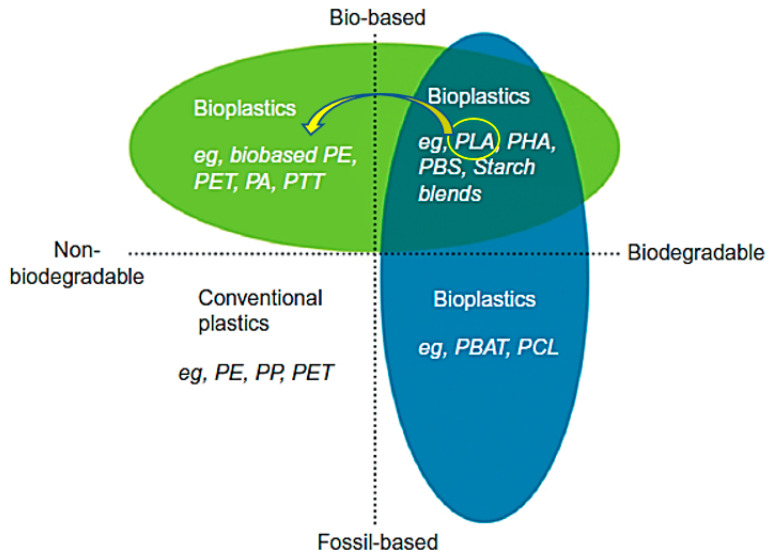 Bio-based
Bioplastics
eg, biobased PE,
PET, PA, PTT
Bioplastics
eg, PLA, PHA,
PBS, Starch
blends
Non-
biodegradable
Biodegradable
Conventional
plastics
eg, PE, PP, PET
Bioplastics
eg, PBAT, PCL
Fossil-based